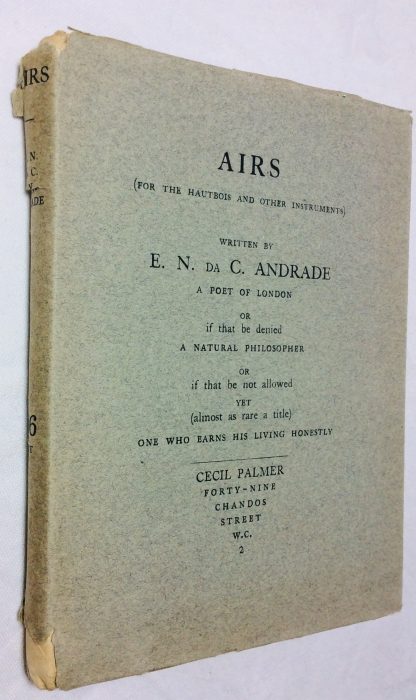 AIRS
(FOR THE HAUTBOIS AND OTHER INSTRUMENTS)
WRITTEN BY
E. N. DA C. ANDRADE
A POET OF LONDON
OR
if that be denied
A NATURAL PHILOSOPHER
OR
if that be not allowed
YET
(almost as rare a title)
ONE WHO EARNS HIS LIVING HONESTLY
CECIL PALMER
FORTY-NINE
CHANDOS
STREET
W.C.
2
AIRS
N.
C.
6